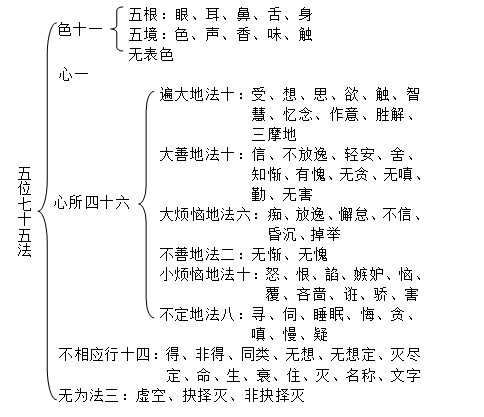 五根：眼、耳、鼻、舌、身
色十一
五境：色、声、香、味、触
无表色
心一
遍大地法十：受、想、思、欲、触、智
慧、忆念、作意、胜解、
三摩地
大善地法十：信、不放逸、轻安、舍、
知惭、有愧、无贪、无嗔、
勤、无害
五位七十五法
心所四十六
大烦恼地法六：痴、放逸、懈怠、不信、
昏沉、掉举
不善地法二：无惭、无愧
小烦恼地法十：怒、恨、谄、嫉妒、恼、
覆、吝啬、诳、骄、害
不定地法八：寻、伺、睡眠、悔、贪、
嗔、慢、疑
不相应行十四：得、非得、同类、无想、无想定、灭尽
定、命、生、衰、住、灭、名称、文字
无为法三：虚空、抉择灭、非抉择灭